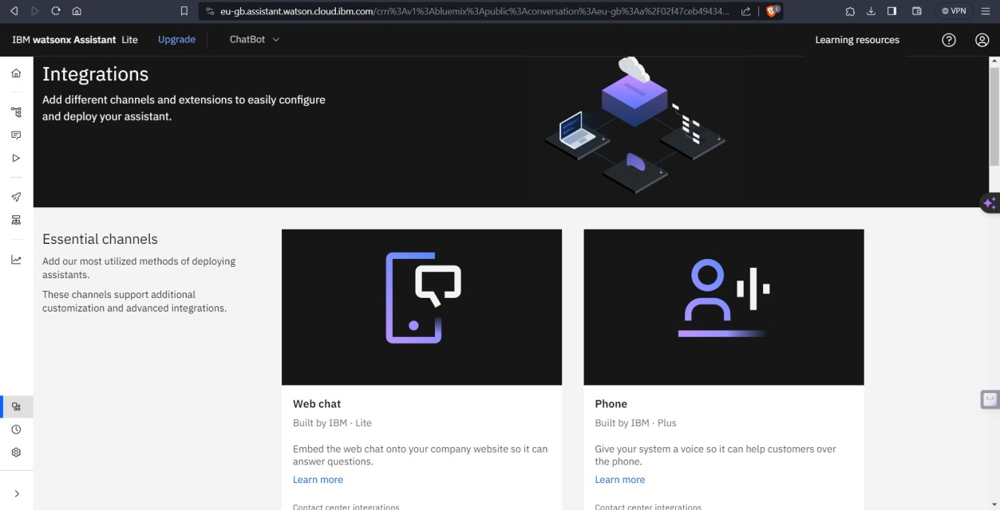 eu-gb.assistant.watson.cloud.ibm.com/crn%3Av1%3Abluemix%3Apublic%3Aconversation%3Aeu-gb%3Aa%2F02f47ceb49434...
VPN
IBM watsonx Assistant Lite Upgrade ChatBot Learning resources
Integrations
Add different channels and extensions to easily configure
and deploy your assistant.
Essential channels
Add our most utilized methods of deploying
assistants.
These channels support additional
customization and advanced integrations.
Web chat
Built by IBM · Lite
Embed the web chat onto your company website so it can
answer questions.
Learn more
Contact center integrations
Phone
Built by IBM · Plus
Give your system a voice so it can help customers over
the phone.
Learn more
Contact center integrations